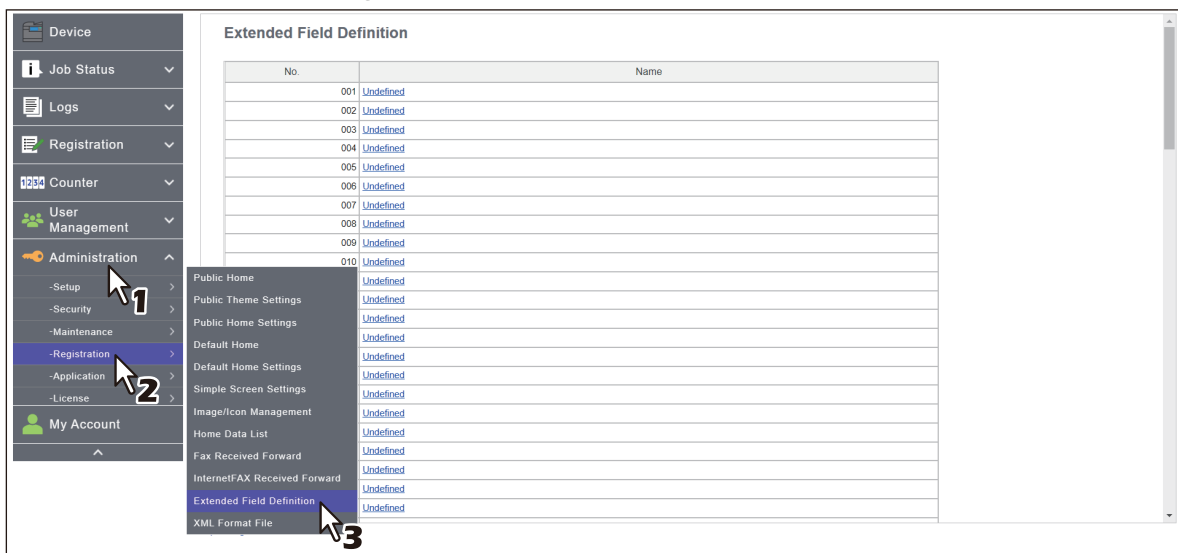 Device
Job Status
Logs
Registration
1234 Counter
User
Management
Administration
1
-Setup
-Security
-Maintenance
-Registration
2
-Application
-License
My Account
Public Home
Public Theme Settings
Public Home Settings
Default Home
Default Home Settings
Simple Screen Settings
Image/Icon Management
Home Data List
Fax Received Forward
InternetFAX Received Forward
Extended Field Definition
3
XML Format File
Extended Field Definition
No. Name
001 Undefined
002 Undefined
003 Undefined
004 Undefined
005 Undefined
006 Undefined
007 Undefined
008 Undefined
009 Undefined
010 Undefined
Undefined
Undefined
Undefined
Undefined
Undefined
Undefined
Undefined
Undefined
Undefined
Undefined
Undefined
Undefined
Undefined